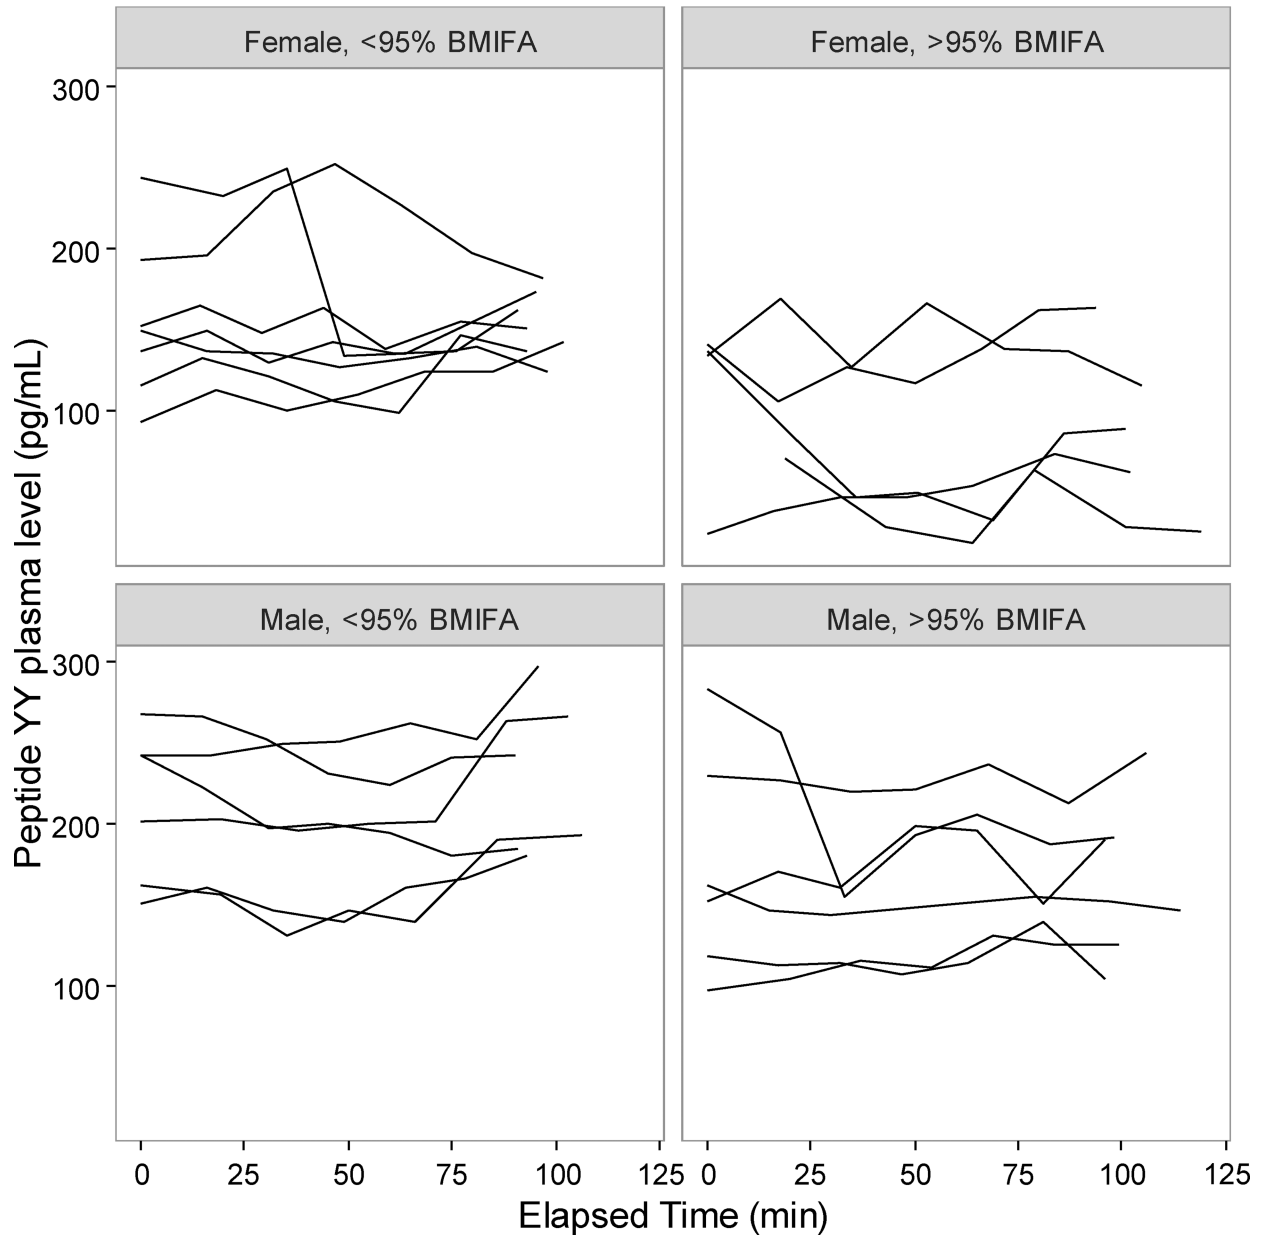 Female, <95% BMIFA
Female, >95% BMIFA
300
200
100
Peptide YY plasma level (pg/mL)
Male, <95% BMIFA
Male, >95% BMIFA
300
200
100
0 25 50 75 100 125 0 25 50 75 100 125
Elapsed Time (min)